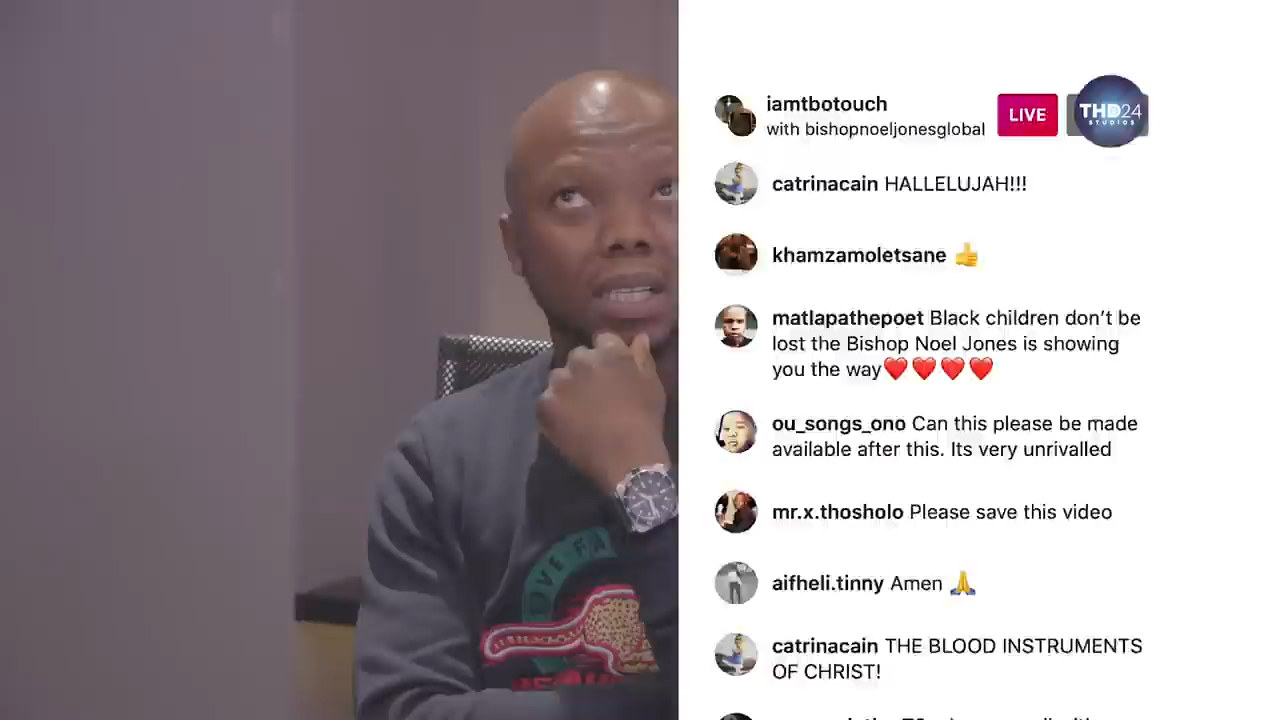 iamtbotouch
with bishopnoeljonesglobal
LIVE
THD24
STUDIOS
catrinacain HALLELUJAH!!!
khamzamoletsane 👍
matlapathepoet Black children don’t be
lost the Bishop Noel Jones is showing
you the way❤️❤️❤️❤️
ou_songs_ono Can this please be made
available after this. Its very unrivalled
mr.x.thosholo Please save this video
aifheli.tinny Amen 🙏
catrinacain THE BLOOD INSTRUMENTS
OF CHRIST!